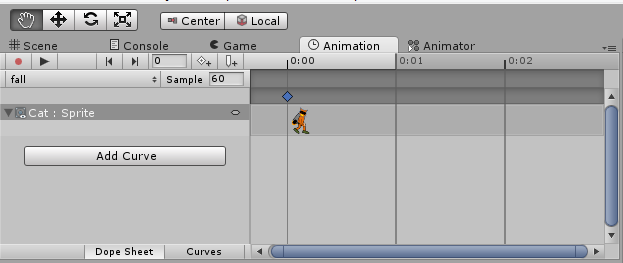 Center Local
Scene Console Game Animation Animator
0 0:00 0:01 0:02
fall Sample 60
Cat : Sprite
Add Curve
Dope Sheet Curves